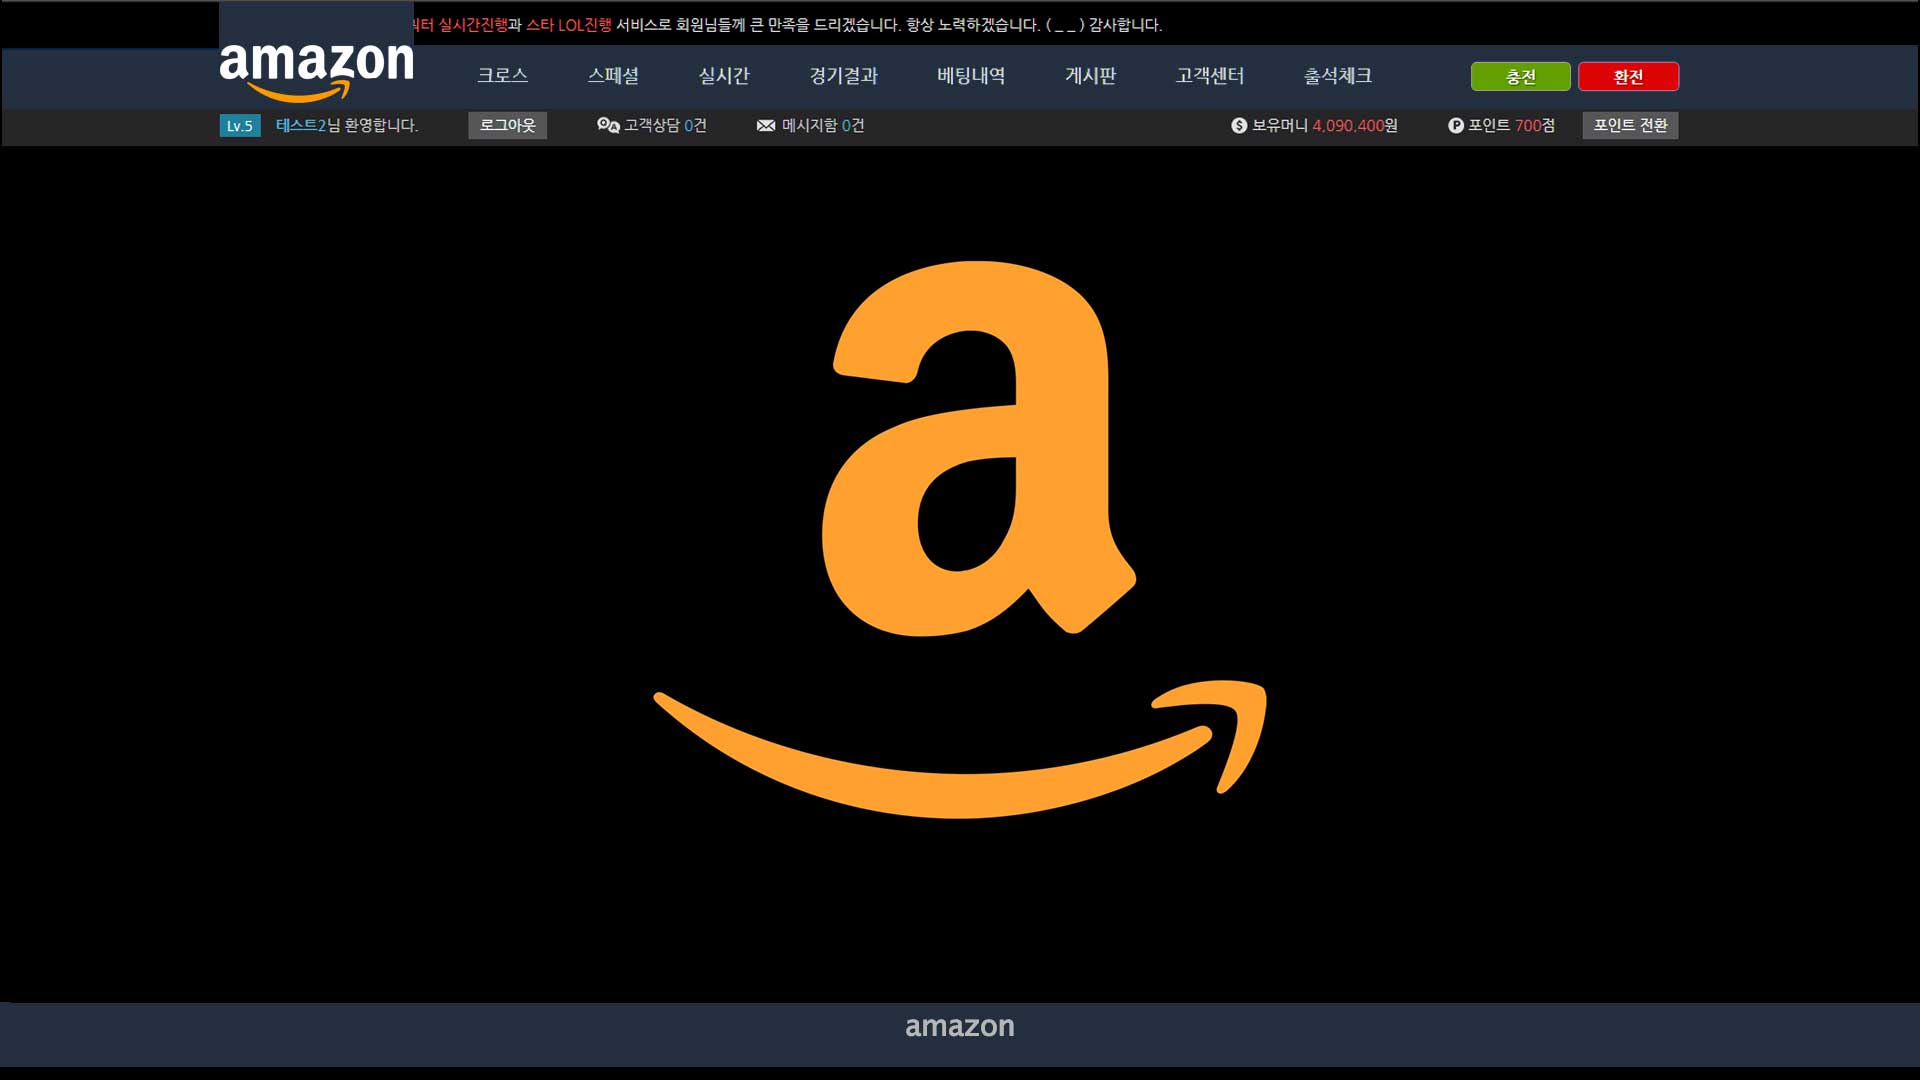 실시간진행과 스타 LOL진행 서비스로 회원님들께 큰 만족을 드리겠습니다. 항상 노력하겠습니다. ( _ _ ) 감사합니다.
amazon
크로스 스페셜 실시간 경기결과 베팅내역 게시판 고객센터 출석체크 충전 환전
Lv.5 테스트2님 환영합니다. 로그아웃 고객상담 0건 메시지함 0건 보유머니 4,090,400원 포인트 700점 포인트 전환
a
amazon